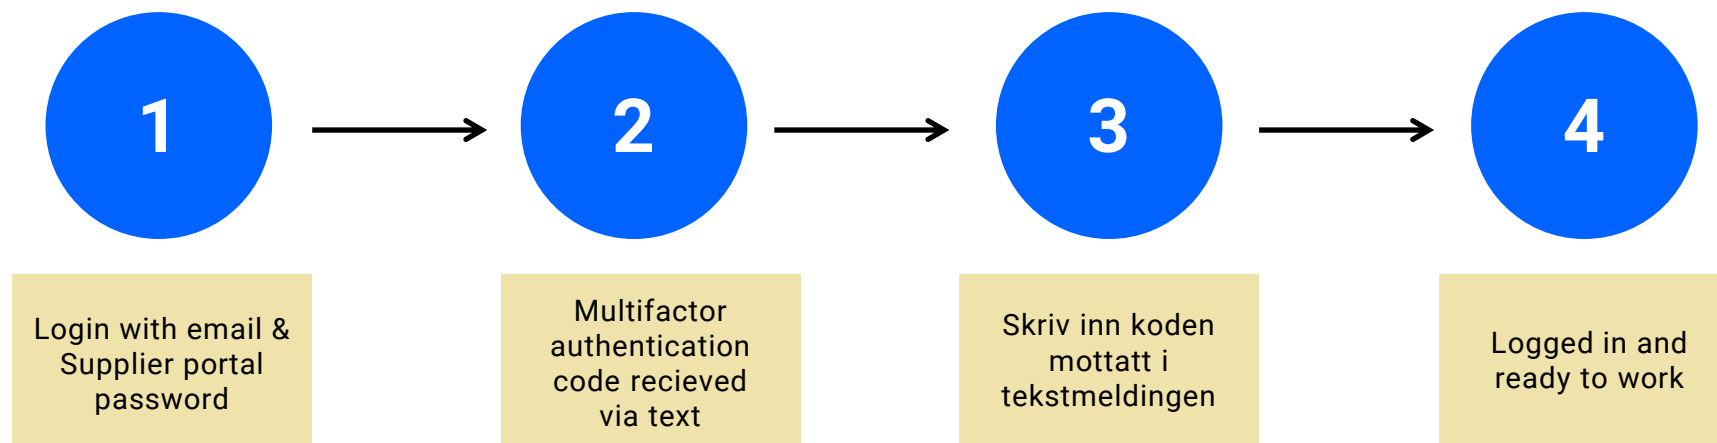 1
2
3
4
Login with email &
Supplier portal
password
Multifactor
authentication
code recieved
via text
Skriv inn koden
mottatt i
tekstmeldingen
Logged in and
ready to work